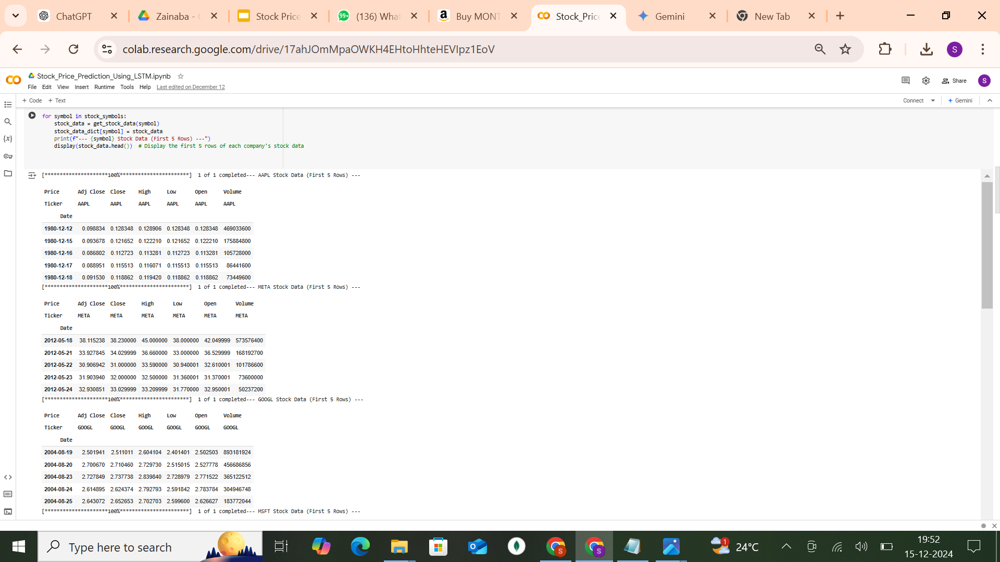 ChatGPT
Zainaba -
Stock Price
99+
(136) What
Buy MONT
Stock_Price
Gemini
New Tab
colab.research.google.com/drive/17ahJOmMpaOWKH4EHtoHhteHEVIpz1EoV
S
Stock_Price_Prediction_Using_LSTM.ipynb
File Edit View Insert Runtime Tools Help Last edited on December 12
Share
S
+ Code + Text
Connect
Gemini
for symbol in stock_symbols:
    stock_data = get_stock_data(symbol)
    stock_data_dict[symbol] = stock_data
    print(f"--- {symbol} Stock Data (First 5 Rows) ---")
    display(stock_data.head())  # Display the first 5 rows of each company's stock data
[*********************100%***********************]  1 of 1 completed--- AAPL Stock Data (First 5 Rows) ---
Price Adj Close Close High Low Open Volume
Ticker AAPL AAPL AAPL AAPL AAPL AAPL
Date
1980-12-12 0.098834 0.128348 0.128906 0.128348 0.128348 469033600
1980-12-15 0.093678 0.121652 0.122210 0.121652 0.122210 175884800
1980-12-16 0.086802 0.112723 0.113281 0.112723 0.113281 105728000
1980-12-17 0.088951 0.115513 0.116071 0.115513 0.115513 86441600
1980-12-18 0.091530 0.118862 0.119420 0.118862 0.118862 73449600
[*********************100%***********************]  1 of 1 completed--- META Stock Data (First 5 Rows) ---
Price Adj Close Close High Low Open Volume
Ticker META META META META META META
Date
2012-05-18 38.115238 38.230000 45.000000 38.000000 42.049999 573576400
2012-05-21 33.927845 34.029999 36.660000 33.000000 36.529999 168192700
2012-05-22 30.906942 31.000000 33.590000 30.940001 32.610001 101786600
2012-05-23 31.903940 32.000000 32.500000 31.360001 31.370001 73600000
2012-05-24 32.930851 33.029999 33.209999 31.770000 32.950001 50237200
[*********************100%***********************]  1 of 1 completed--- GOOGL Stock Data (First 5 Rows) ---
Price Adj Close Close High Low Open Volume
Ticker GOOGL GOOGL GOOGL GOOGL GOOGL GOOGL
Date
2004-08-19 2.501941 2.511011 2.604104 2.401401 2.502503 893181924
2004-08-20 2.700670 2.710460 2.729730 2.515015 2.527778 456686856
2004-08-23 2.727849 2.737738 2.839840 2.728979 2.771522 365122512
2004-08-24 2.614895 2.624374 2.792793 2.591842 2.783784 304946748
2004-08-25 2.643072 2.652653 2.702703 2.599600 2.626627 183772044
[*********************100%***********************]  1 of 1 completed--- MSFT Stock Data (First 5 Rows) ---
Type here to search
S
S
1
24°C
19:52
15-12-2024